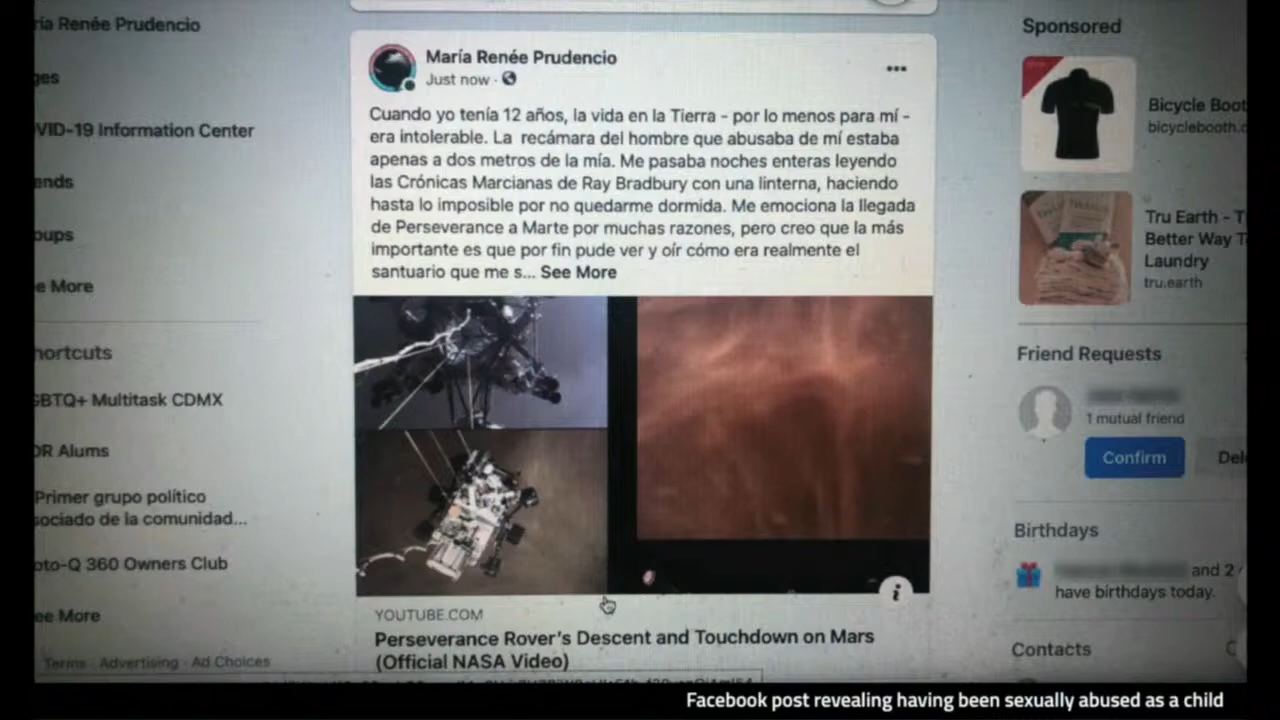 ría Renée Prudencio
ges
VID-19 Information Center
ends
oups
e More
hortcuts
GBTQ+ Multitask CDMX
OR Alums
Primer grupo político
sociado de la comunidad...
oto-Q 360 Owners Club
ee More
Terms · Advertising · Ad Choices
María Renée Prudencio
Just now ·
Cuando yo tenía 12 años, la vida en la Tierra - por lo menos para mí -
era intolerable. La recámara del hombre que abusaba de mí estaba
apenas a dos metros de la mía. Me pasaba noches enteras leyendo
las Crónicas Marcianas de Ray Bradbury con una linterna, haciendo
hasta lo imposible por no quedarme dormida. Me emociona la llegada
de Perseverance a Marte por muchas razones, pero creo que la más
importante es que por fin pude ver y oír cómo era realmente el
santuario que me s... See More
YOUTUBE.COM
Perseverance Rover's Descent and Touchdown on Mars
(Official NASA Video)
Sponsored
Bicycle Boot
bicyclebooth.c
Tru Earth - T
Better Way T
Laundry
tru.earth
Friend Requests
1 mutual friend
Confirm
Dele
Birthdays
and 2
have birthdays today.
Contacts
Facebook post revealing having been sexually abused as a child